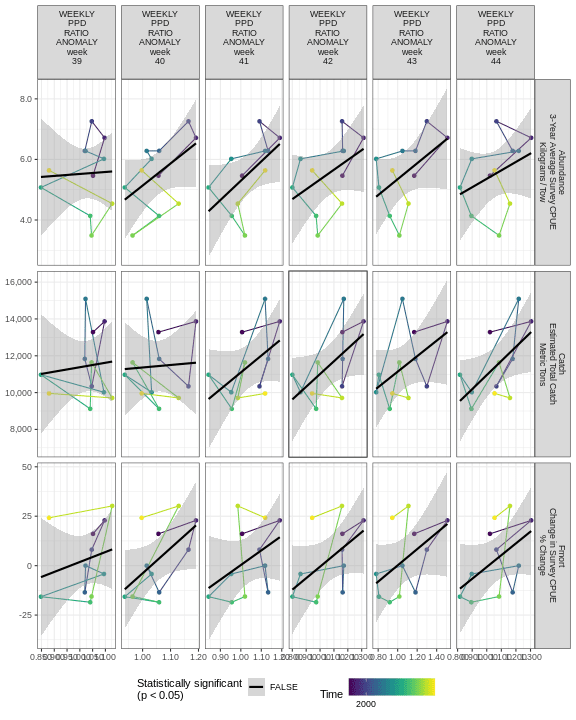 WEEKLY
PPD
RATIO
ANOMALY
week
39
WEEKLY
PPD
RATIO
ANOMALY
week
40
WEEKLY
PPD
RATIO
ANOMALY
week
41
WEEKLY
PPD
RATIO
ANOMALY
week
42
WEEKLY
PPD
RATIO
ANOMALY
week
43
WEEKLY
PPD
RATIO
ANOMALY
week
44
8.0
6.0
4.0
Abundance
3-Year Average Survey CPUE
Kilograms/Tow
16,000
14,000
12,000
10,000
8,000
Catch
Estimated Total Catch
Metric Tons
50
25
0
-25
Fmort
Change in Survey CPUE
% Change
1.00 1.20
0.90 1.00 1.10
0.80 1.00 1.20 1.40
Statistically significant
(p < 0.05)
FALSE
Time
2000